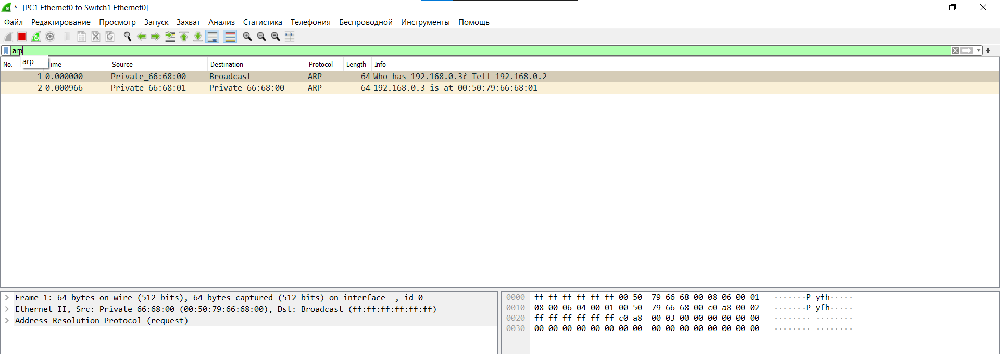 *- [PC1 Ethernet0 to Switch1 Ethernet0]
Файл Редактирование Просмотр Запуск Захват Анализ Статистика Телефония Беспроводной Инструменты Помощь
arp
arp
No. Time Source Destination Protocol Length Info
1 0.000000 Private_66:68:00 Broadcast ARP 64 Who has 192.168.0.3? Tell 192.168.0.2
2 0.000966 Private_66:68:01 Private_66:68:00 ARP 64 192.168.0.3 is at 00:50:79:66:68:01
Frame 1: 64 bytes on wire (512 bits), 64 bytes captured (512 bits) on interface -, id 0
Ethernet II, Src: Private_66:68:00 (00:50:79:66:68:00), Dst: Broadcast (ff:ff:ff:ff:ff:ff)
Address Resolution Protocol (request)
0000 ff ff ff ff ff ff 00 50 79 66 68 00 08 06 00 01 ·······P yfh·····
0010 08 00 06 04 00 01 00 50 79 66 68 00 c0 a8 00 02 ·······P yfh·····
0020 ff ff ff ff ff ff c0 a8 00 03 00 00 00 00 00 00 ········ ········
0030 00 00 00 00 00 00 00 00 00 00 00 00 00 00 00 00 ········ ········